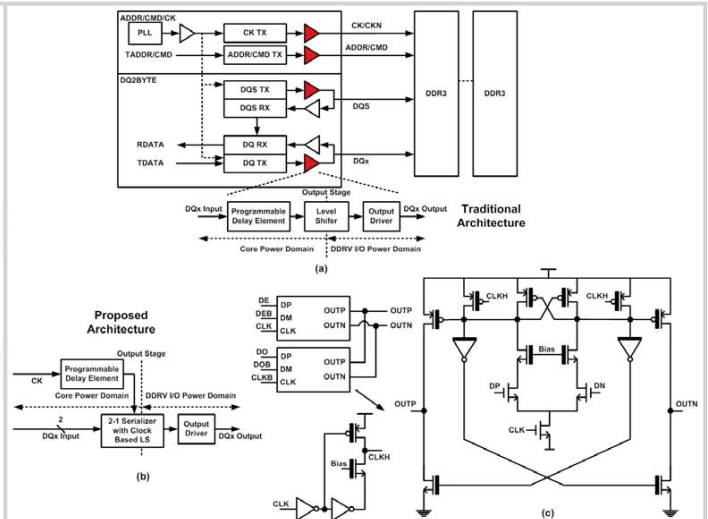 ADDR/CMD/CK
PLL
CK TX
CK/CKN
TADDR/CMD
ADDR/CMD TX
ADDR/CMD
DQ2BYTE
DQS TX
DQS RX
DQS
RDATA
DQ RX
TDATA
DQ TX
DQx
DDR3
DDR3
Output Stage
DQx Input
Programmable
Delay Element
Level
Shifer
Output
Driver
DQx Output
Core Power Domain
DDRV I/O Power Domain
Traditional
Architecture
(a)
Proposed
Architecture
Output Stage
CK
Programmable
Delay Element
Core Power Domain
DDRV I/O Power Domain
2
DQx Input
2-1 Serializer
with Clock
Based LS
Output
Driver
DQx Output
(b)
DE
DEB
CLK
DP
DM
CLK
OUTP
OUTN
OUTP
OUTN
DO
DOB
CLKB
DP
DM
CLK
OUTP
OUTN
CLKH
Bias
CLK
CLKH
CLKH
Bias
DP
DN
CLK
OUTP
OUTN
(c)